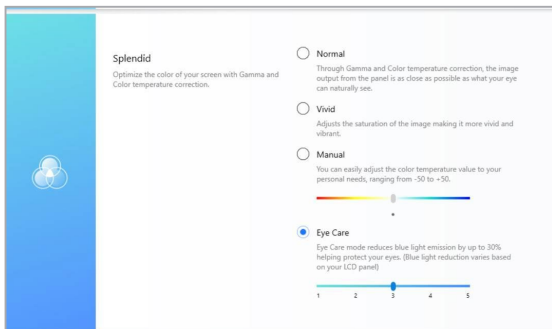 Splendid
Optimize the color of your screen with Gamma and
Color temperature correction.
Normal
Through Gamma and Color temperature correction, the image
output from the panel is as close as possible as what your eye
can naturally see.
Vivid
Adjusts the saturation of the image making it more vivid and
vibrant.
Manual
You can easily adjust the color temperature value to your
personal needs, ranging from -50 to +50.
Eye Care
Eye Care mode reduces blue light emission by up to 30%
helping protect your eyes. (Blue light reduction varies based
on your LCD panel)
1 2 3 4 5